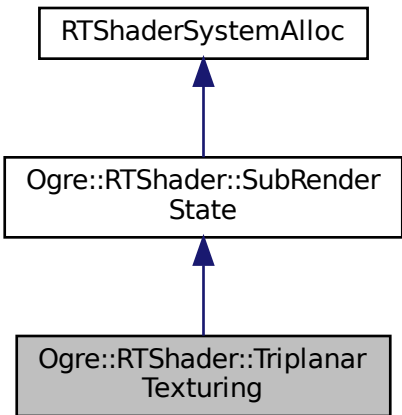 RTShaderSystemAlloc
Ogre::RTShader::SubRender
State
Ogre::RTShader::Triplanar
Texturing